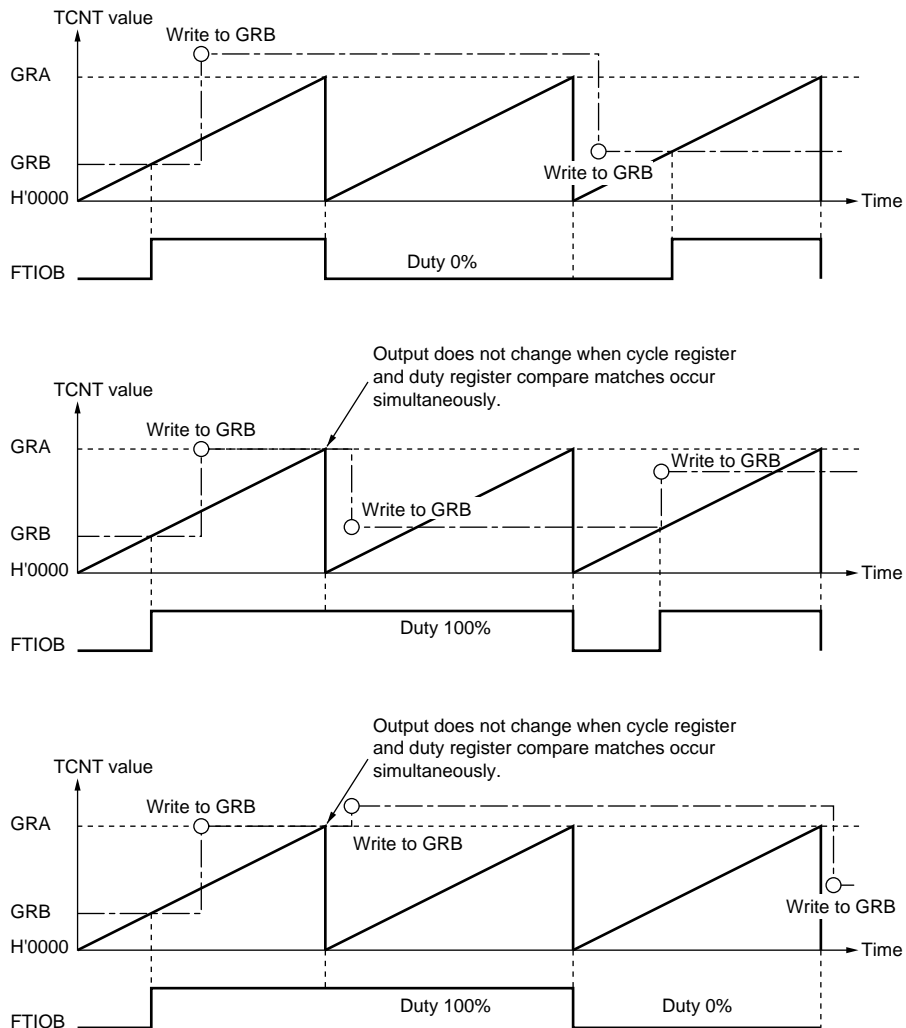 TCNT value
Write to GRB
GRA
GRB
Write to GRB
H'0000
Time
Duty 0%
FTIOB
Output does not change when cycle register
and duty register compare matches occur
simultaneously.
TCNT value
Write to GRB
GRA
Write to GRB
Write to GRB
GRB
H'0000
Time
Duty 100%
FTIOB
Output does not change when cycle register
and duty register compare matches occur
simultaneously.
TCNT value
Write to GRB
GRA
Write to GRB
GRB
Write to GRB
H'0000
Time
Duty 100%
Duty 0%
FTIOB